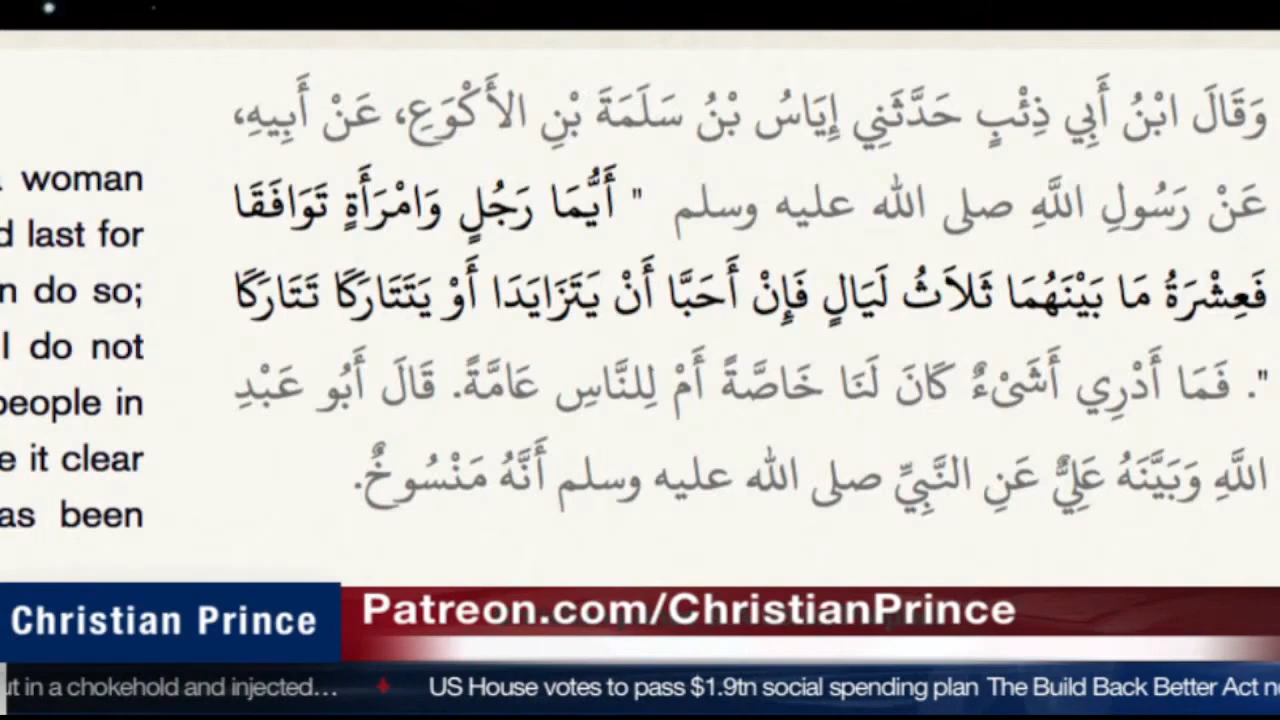 وَقَالَ ابْنُ أَبِي ذِئْبٍ حَدَّثَنِي إِيَاسُ بْنُ سَلَمَةَ بْنِ الأَكْوَعِ، عَنْ أَبِيهِ،
عَنْ رَسُولِ اللَّهِ صلى الله عليه وسلم " أَيُّمَا رَجُلٍ وَامْرَأَةٍ تَوَافَقَا
فَعِشْرَةُ مَا بَيْنَهُمَا ثَلاَثُ لَيَالٍ فَإِنْ أَحَبَّا أَنْ يَتَزَايَدَا أَوْ يَتَتَارَكَا تَتَارَكَا
". فَمَا أَدْرِي أَشَىْءٌ كَانَ لَنَا خَاصَّةً أَمْ لِلنَّاسِ عَامَّةً. قَالَ أَبُو عَبْدِ
اللَّهِ وَبَيَّنَهُ عَلِيٌّ عَنِ النَّبِيِّ صلى الله عليه وسلم أَنَّهُ مَنْسُوخٌ.
woman
last for
do so;
I do not
people in
it clear
been
Christian Prince
Patreon.com/ChristianPrince
in a chokehold and injected... US House votes to pass $1.9tn social spending plan The Build Back Better Act